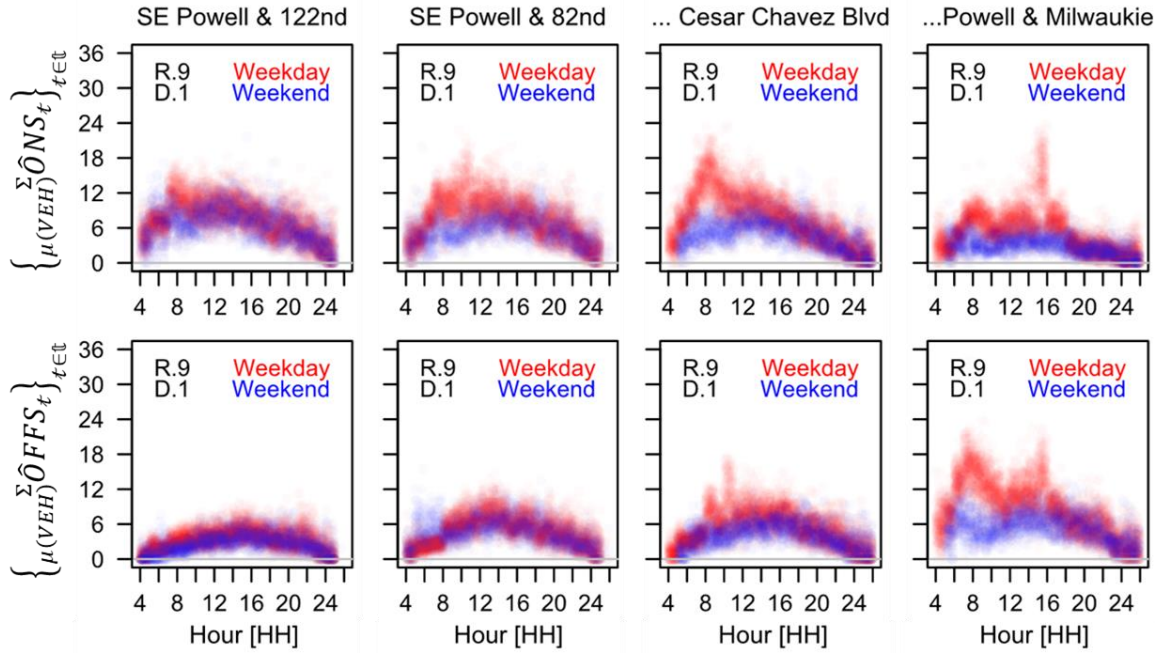 SE Powell & 122nd SE Powell & 82nd ... Cesar Chavez Blvd ...Powell & Milwaukie
{ Σ μ(VEH) ÔNS_t }_{t∈𝕥}
36
30
24
18
12
6
0
R.9 Weekday
D.1 Weekend
R.9 Weekday
D.1 Weekend
R.9 Weekday
D.1 Weekend
R.9 Weekday
D.1 Weekend
4 8 12 16 20 24
4 8 12 16 20 24
4 8 12 16 20 24
4 8 12 16 20 24
{ Σ μ(VEH) ÔFFS_t }_{t∈𝕥}
36
30
24
18
12
6
0
R.9 Weekday
D.1 Weekend
R.9 Weekday
D.1 Weekend
R.9 Weekday
D.1 Weekend
R.9 Weekday
D.1 Weekend
4 8 12 16 20 24
4 8 12 16 20 24
4 8 12 16 20 24
4 8 12 16 20 24
Hour [HH] Hour [HH] Hour [HH] Hour [HH]